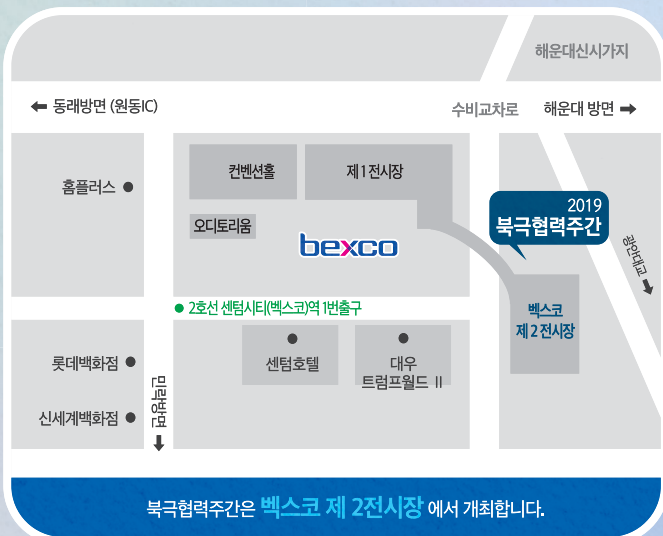 해운대신시가지
← 동래방면 (원동IC)
수비교차로
해운대 방면 →
홈플러스 ●
컨벤션홀
제1전시장
오디토리움
bexco
2019
북극협력주간
광안대교 →
벡스코
제 2 전시장
● 2호선 센텀시티(벡스코)역 1번출구
롯데백화점 ●
신세계백화점 ●
민락방면 →
센텀호텔
대우
트럼프월드 Ⅱ
북극협력주간은 벡스코 제 2전시장 에서 개최합니다.